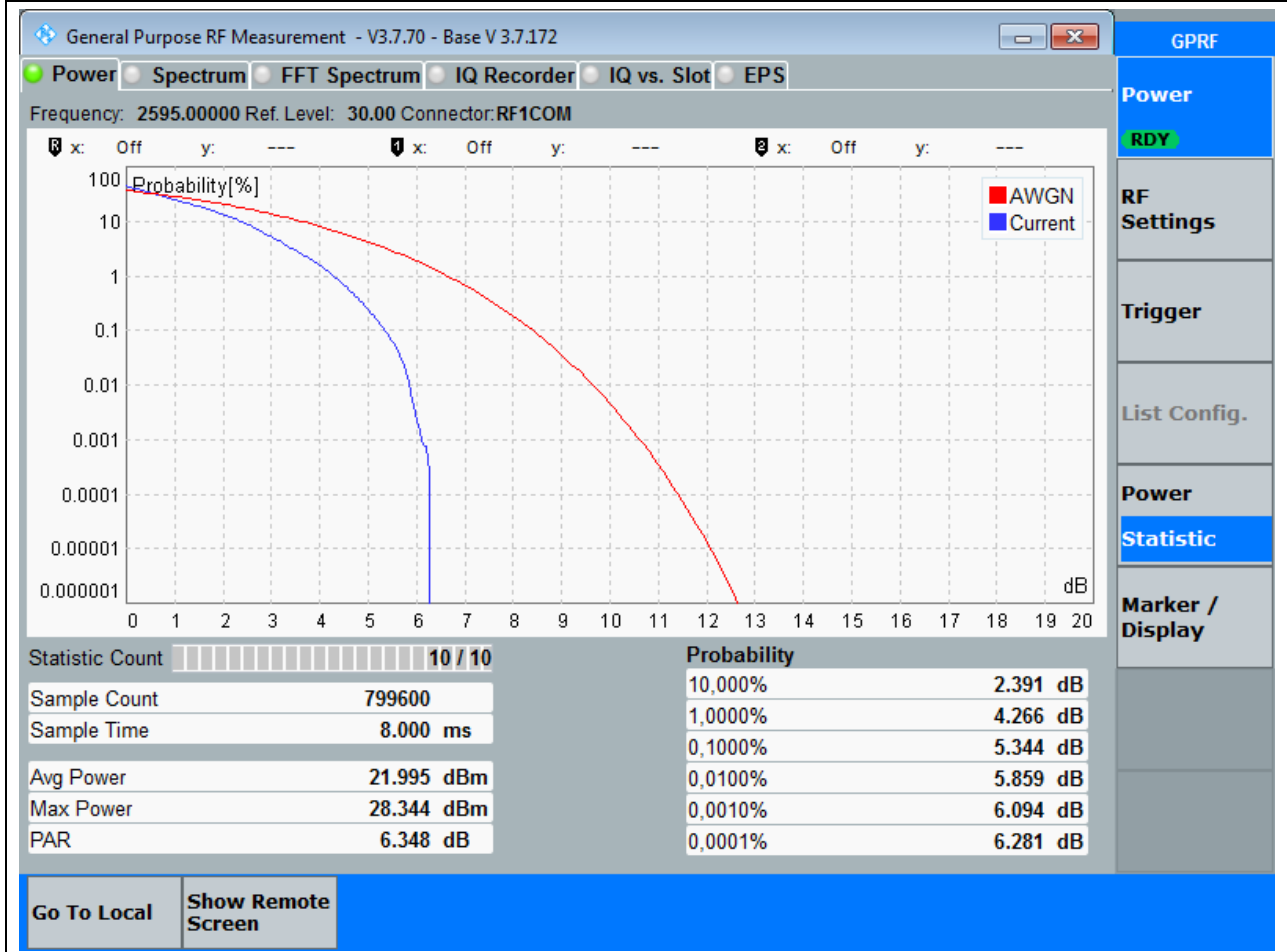 General Purpose RF Measurement - V3.7.70 - Base V 3.7.172
GPRF
Power Spectrum FFT Spectrum IQ Recorder IQ vs. Slot EPS
Frequency: 2595.00000 Ref. Level: 30.00 Connector: RF1COM
R x: Off y: --- 1 x: Off y: --- 2 x: Off y: ---
Probability[%]
AWGN
Current
100
10
1
0.1
0.01
0.001
0.0001
0.00001
0.000001
dB
0 1 2 3 4 5 6 7 8 9 10 11 12 13 14 15 16 17 18 19 20
Statistic Count 10 / 10
Sample Count 799600
Sample Time 8.000 ms
Avg Power 21.995 dBm
Max Power 28.344 dBm
PAR 6.348 dB
Probability
10,000% 2.391 dB
1,0000% 4.266 dB
0,1000% 5.344 dB
0,0100% 5.859 dB
0,0010% 6.094 dB
0,0001% 6.281 dB
Power
RDY
RF
Settings
Trigger
List Config.
Power
Statistic
Marker /
Display
Go To Local
Show Remote
Screen